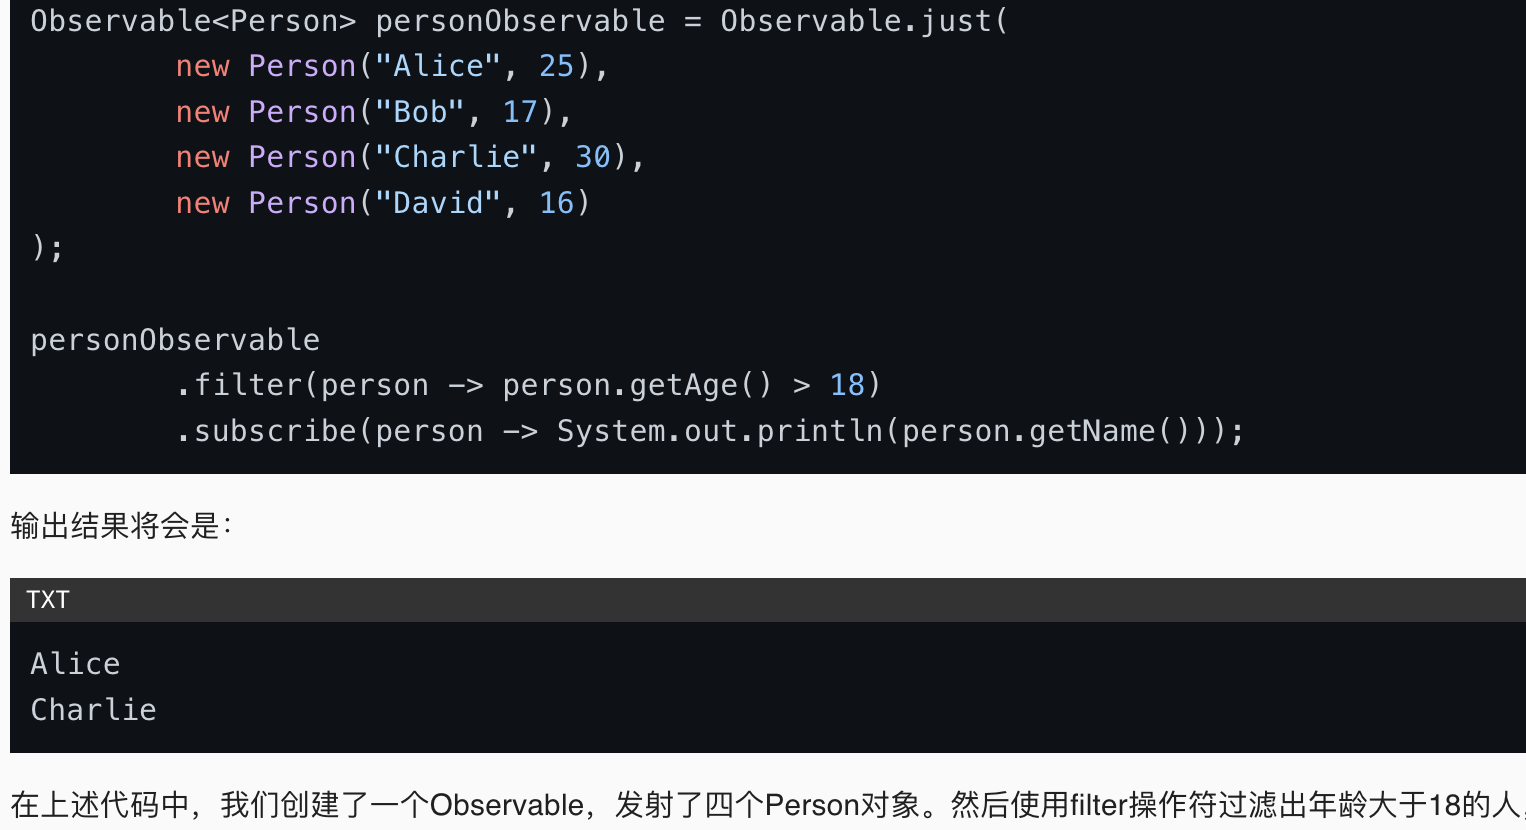 Observable<Person> personObservable = Observable.just(
new Person("Alice", 25),
new Person("Bob", 17),
new Person("Charlie", 30),
new Person("David", 16)
);
personObservable
.filter(person -> person.getAge() > 18)
.subscribe(person -> System.out.println(person.getName()));
输出结果将会是：
TXT
Alice
Charlie
在上述代码中，我们创建了一个Observable，发射了四个Person对象。然后使用filter操作符过滤出年龄大于18的人，